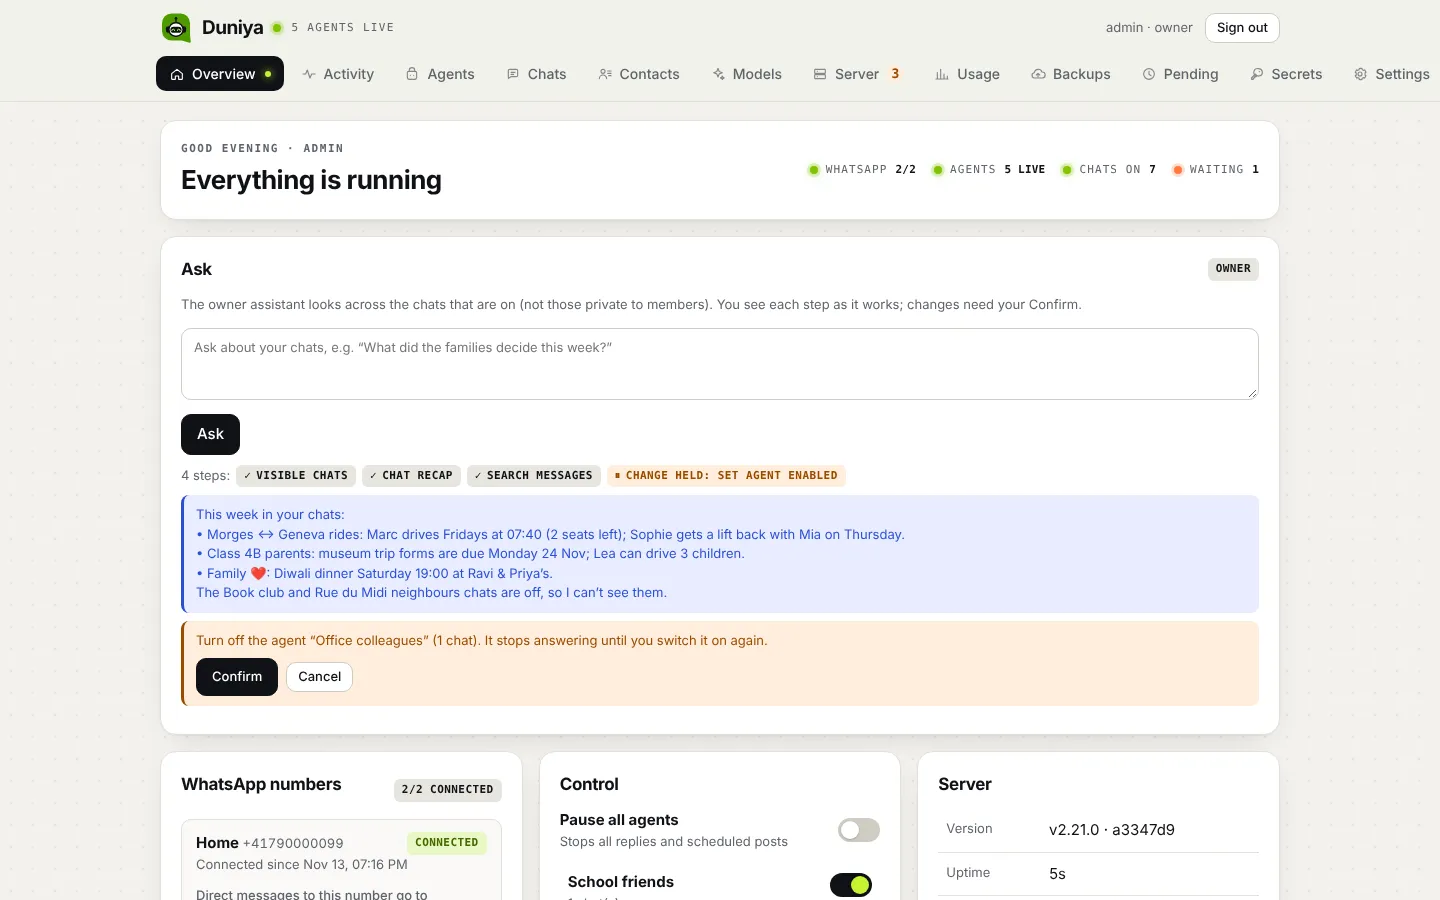 Duniya 5 AGENTS LIVE
admin · owner Sign out
Overview Activity Agents Chats Contacts Models Server 3 Usage Backups Pending Secrets Settings
GOOD EVENING · ADMIN
Everything is running
WHATSAPP 2/2 AGENTS 5 LIVE CHATS ON 7 WAITING 1
Ask
OWNER
The owner assistant looks across the chats that are on (not those private to members). You see each step as it works; changes need your Confirm.
Ask about your chats, e.g. “What did the families decide this week?”
Ask
4 steps: ✓ VISIBLE CHATS ✓ CHAT RECAP ✓ SEARCH MESSAGES CHANGE HELD: SET AGENT ENABLED
This week in your chats:
• Morges ↔ Geneva rides: Marc drives Fridays at 07:40 (2 seats left); Sophie gets a lift back with Mia on Thursday.
• Class 4B parents: museum trip forms are due Monday 24 Nov; Lea can drive 3 children.
• Family ❤️: Diwali dinner Saturday 19:00 at Ravi & Priya’s.
The Book club and Rue du Midi neighbours chats are off, so I can’t see them.
Turn off the agent “Office colleagues” (1 chat). It stops answering until you switch it on again.
Confirm Cancel
WhatsApp numbers
2/2 CONNECTED
Home +41790000099 CONNECTED
Connected since Nov 13, 07:16 PM
Direct messages to this number go to
Control
Pause all agents
Stops all replies and scheduled posts
School friends
Server
Version v2.21.0 · a3347d9
Uptime 5s